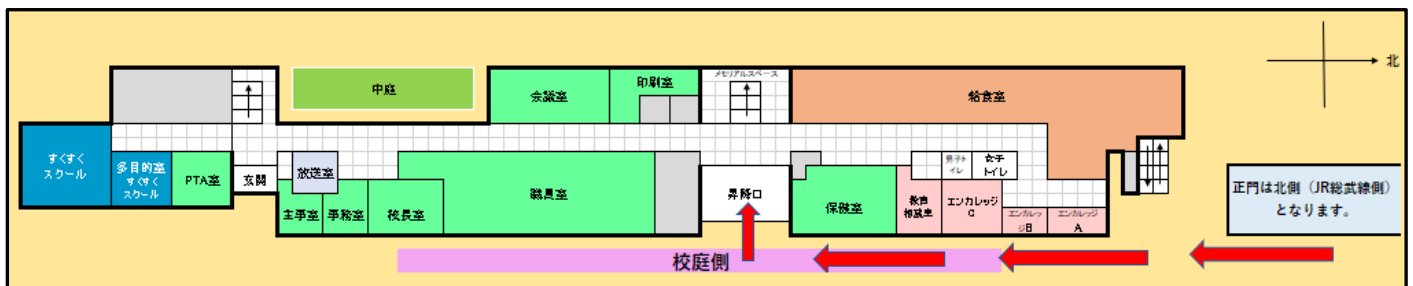 メモリアルスペース
北
中庭
会議室
印刷室
給食室
すくすく
スクール
多目的室
すくすく
スクール
PTA室
玄関
放送室
主事室
事務室
校長室
職員室
昇降口
保健室
教育
相談室
男子ト
イレ
女子
トイレ
エンカレッジ
C
エンカレッ
ジB
エンカレッジ
A
正門は北側（JR総武線側）
となります。
校庭側